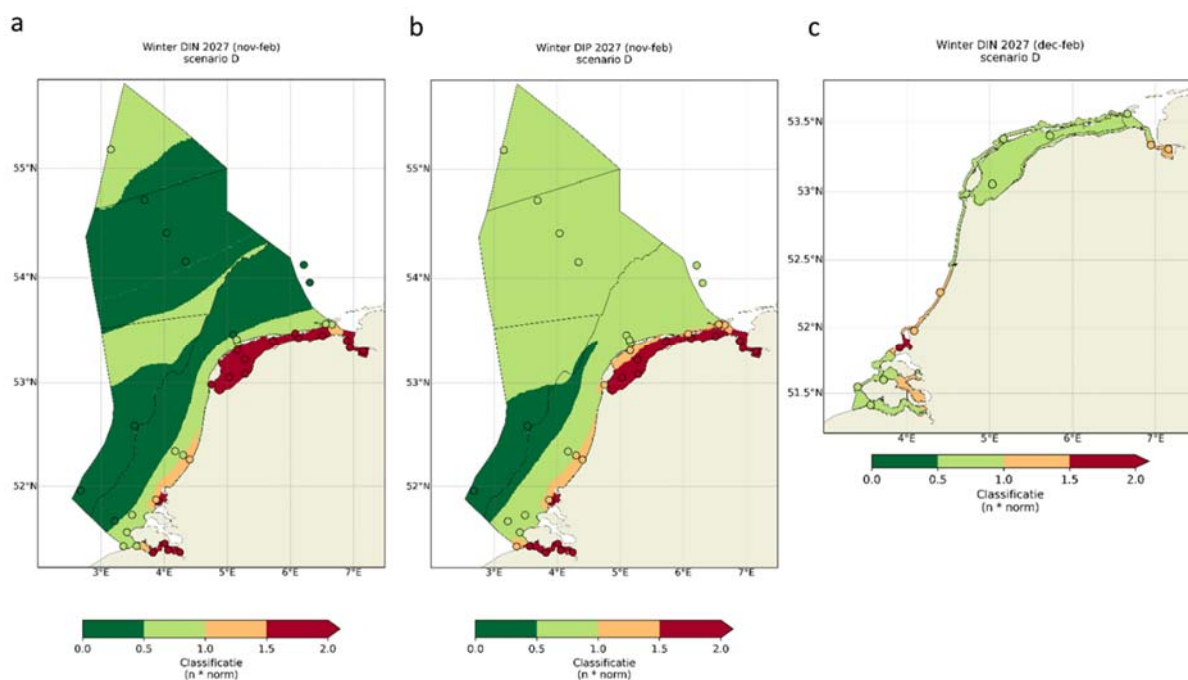 a
Winter DIN 2027 (nov-feb)
scenario D
55°N
54°N
53°N
52°N
3°E 4°E 5°E 6°E 7°E
0.0 0.5 1.0 1.5 2.0
Classificatie
(n * norm)
b
Winter DIP 2027 (nov-feb)
scenario D
55°N
54°N
53°N
52°N
3°E 4°E 5°E 6°E 7°E
0.0 0.5 1.0 1.5 2.0
Classificatie
(n * norm)
c
Winter DIN 2027 (dec-feb)
scenario D
53.5°N
53°N
52.5°N
52°N
51.5°N
4°E 5°E 6°E 7°E
0.0 0.5 1.0 1.5 2.0
Classificatie
(n * norm)